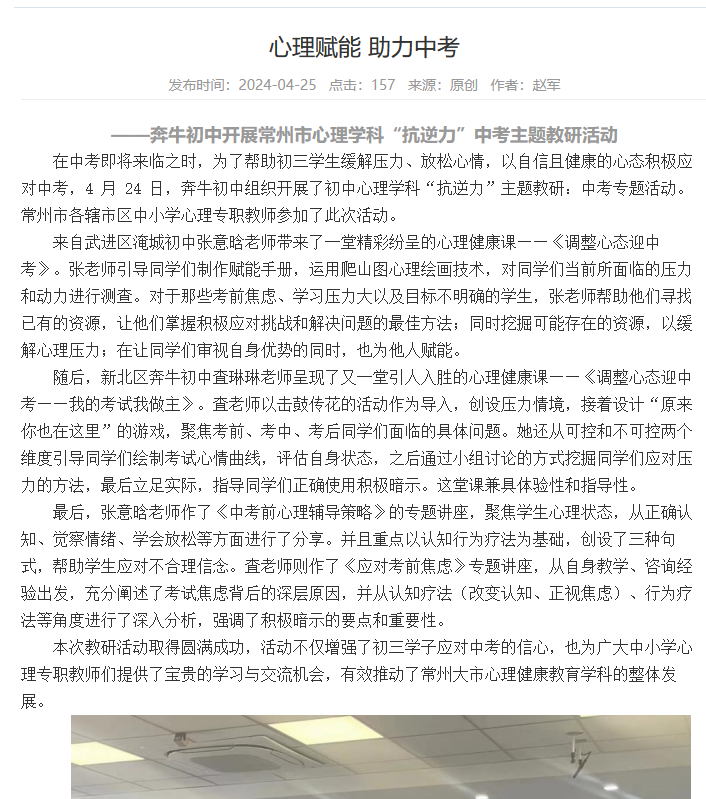 心理赋能 助力中考
发布时间：2024-04-25 点击：157 来源：原创 作者：赵军
——奔牛初中开展常州市心理学科“抗逆力”中考主题教研活动
在中考即将来临之时，为了帮助初三学生缓解压力、放松心情，以自信且健康的心态积极应
对中考，4 月 24 日，奔牛初中组织开展了初中心理学科“抗逆力”主题教研：中考专题活动。
常州市各辖市区中小学心理专职教师参加了此次活动。
来自武进区淹城初中张意晗老师带来了一堂精彩纷呈的心理健康课——《调整心态迎中
考》。张老师引导同学们制作赋能手册，运用爬山图心理绘画技术，对同学们当前所面临的压力
和动力进行测查。对于那些考前焦虑、学习压力大以及目标不明确的学生，张老师帮助他们寻找
已有的资源，让他们掌握积极应对挑战和解决问题的最佳方法；同时挖掘可能存在的资源，以缓
解心理压力；在让同学们审视自身优势的同时，也为他人赋能。
随后，新北区奔牛初中查琳琳老师呈现了又一堂引人入胜的心理健康课——《调整心态迎中
考——我的考试我做主》。查老师以击鼓传花的活动作为导入，创设压力情境，接着设计“原来
你也在这里”的游戏，聚焦考前、考中、考后同学们面临的具体问题。她还从可控和不可控两个
维度引导同学们绘制考试心情曲线，评估自身状态，之后通过小组讨论的方式挖掘同学们应对压
力的方法，最后立足实际，指导同学们正确使用积极暗示。这堂课兼具体验性和指导性。
最后，张意晗老师作了《中考前心理辅导策略》的专题讲座，聚焦学生心理状态，从正确认
知、觉察情绪、学会放松等方面进行了分享。并且重点以认知行为疗法为基础，创设了三种句
式，帮助学生应对不合理信念。查老师则作了《应对考前焦虑》专题讲座，从自身教学、咨询经
验出发，充分阐述了考试焦虑背后的深层原因，并从认知疗法（改变认知、正视焦虑）、行为疗
法等角度进行了深入分析，强调了积极暗示的要点和重要性。
本次教研活动取得圆满成功，活动不仅增强了初三学子应对中考的信心，也为广大中小学心
理专职教师们提供了宝贵的学习与交流机会，有效推动了常州大市心理健康教育学科的整体发
展。